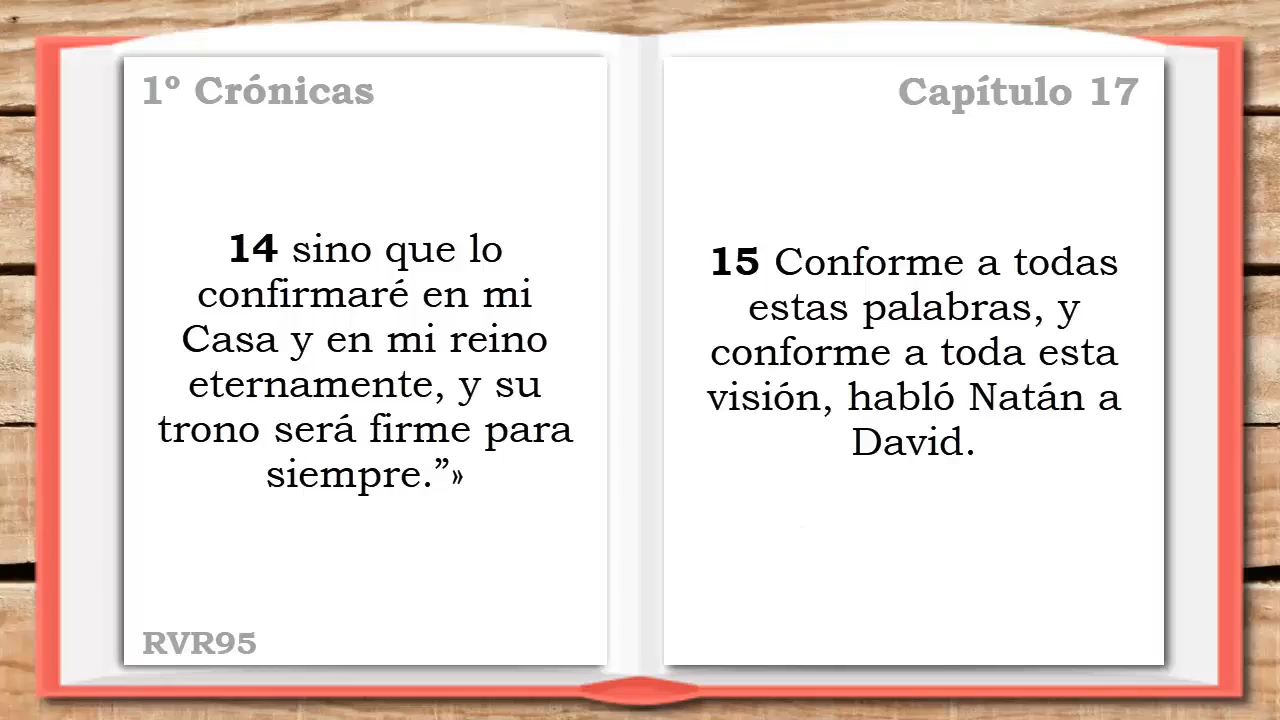 1º Crónicas
14 sino que lo
confirmaré en mi
Casa y en mi reino
eternamente, y su
trono será firme para
siempre.”»
RVR95
Capítulo 17
15 Conforme a todas
estas palabras, y
conforme a toda esta
visión, habló Natán a
David.